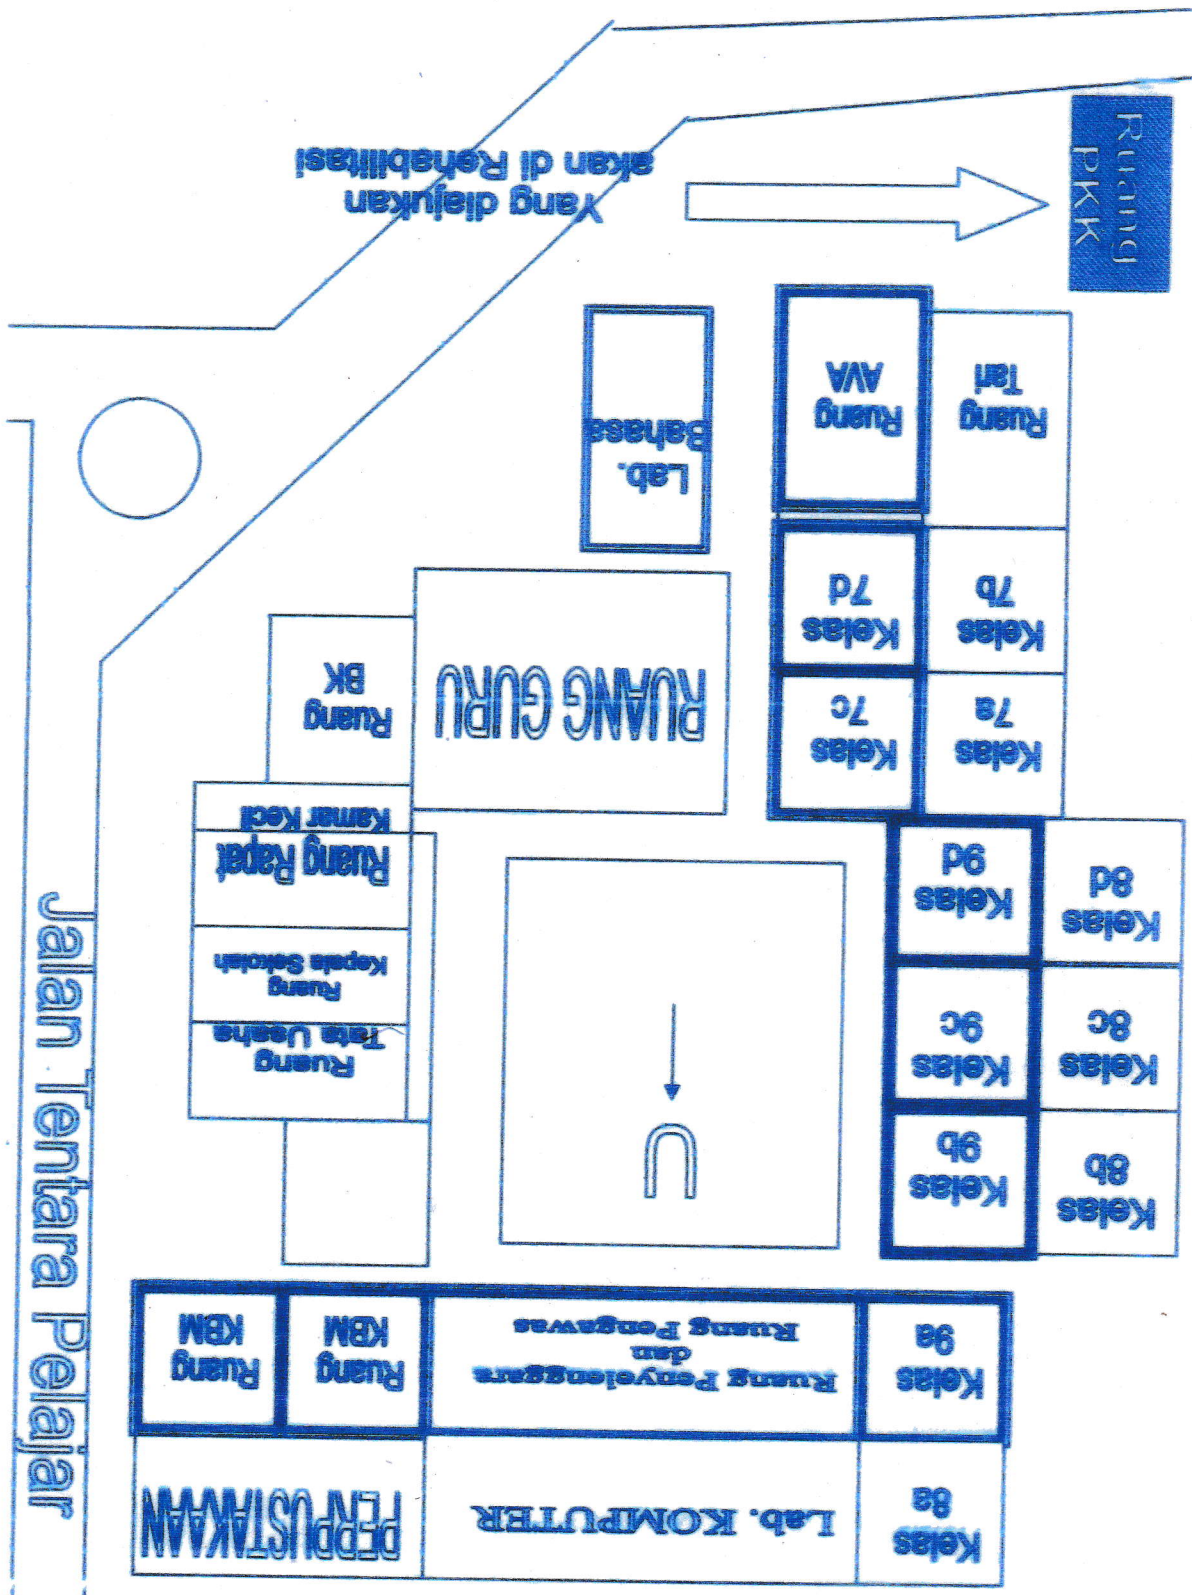 Kelas
8a
Lab. KOMPUTER
PERPUSTAKAAN
Kelas
9a
Ruang Penyelenggara
dan
Ruang Pengawas
Ruang
KBM
Ruang
KBM
Jalan Tentara Pelajar
Kelas
8b
Kelas
9b
U
Kelas
8c
Kelas
9c
Ruang
Tata Usaha
Ruang
Kepala Sekolah
Kelas
8d
Kelas
9d
Ruang Rapat
Kamar Kecil
Kelas
7a
Kelas
7c
RUANG GURU
Ruang
BK
Kelas
7b
Kelas
7d
Lab.
Bahasa
Ruang
Tari
Ruang
AVA
Yang diajukan
akan di Rehabilitasi
Ruang
PKK